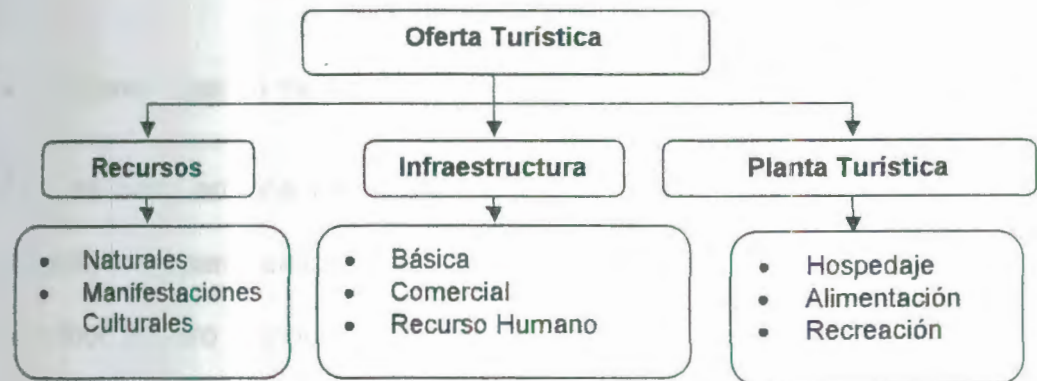 Oferta Turística
Recursos
Infraestructura
Planta Turística
• Naturales
• Manifestaciones
Culturales
• Básica
• Comercial
• Recurso Humano
• Hospedaje
• Alimentación
• Recreación